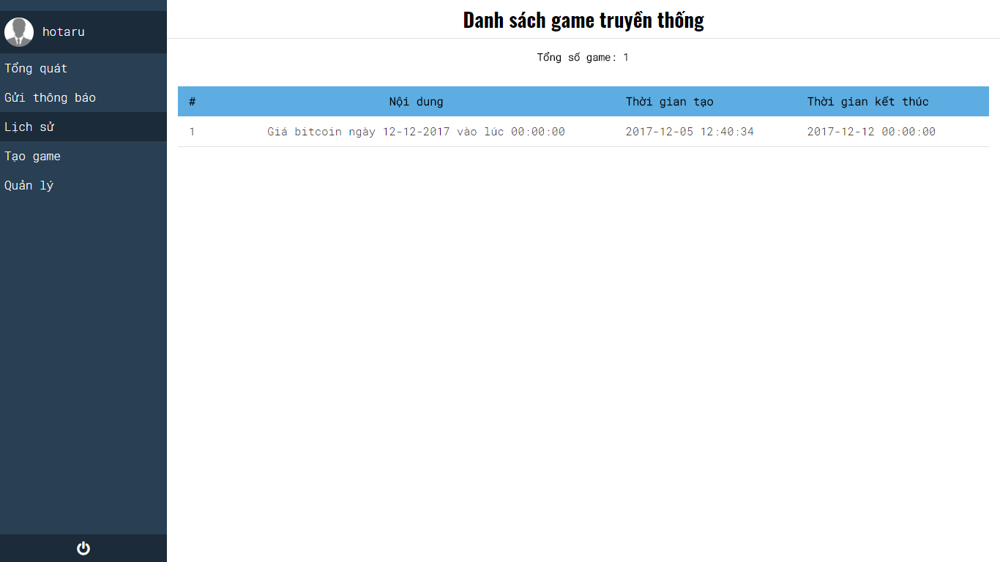 hotaru
Tổng quát
Gửi thông báo
Lịch sử
Tạo game
Quản lý
Danh sách game truyền thống
Tổng số game: 1
# Nội dung Thời gian tạo Thời gian kết thúc
1 Giá bitcoin ngày 12-12-2017 vào lúc 00:00:00 2017-12-05 12:40:34 2017-12-12 00:00:00